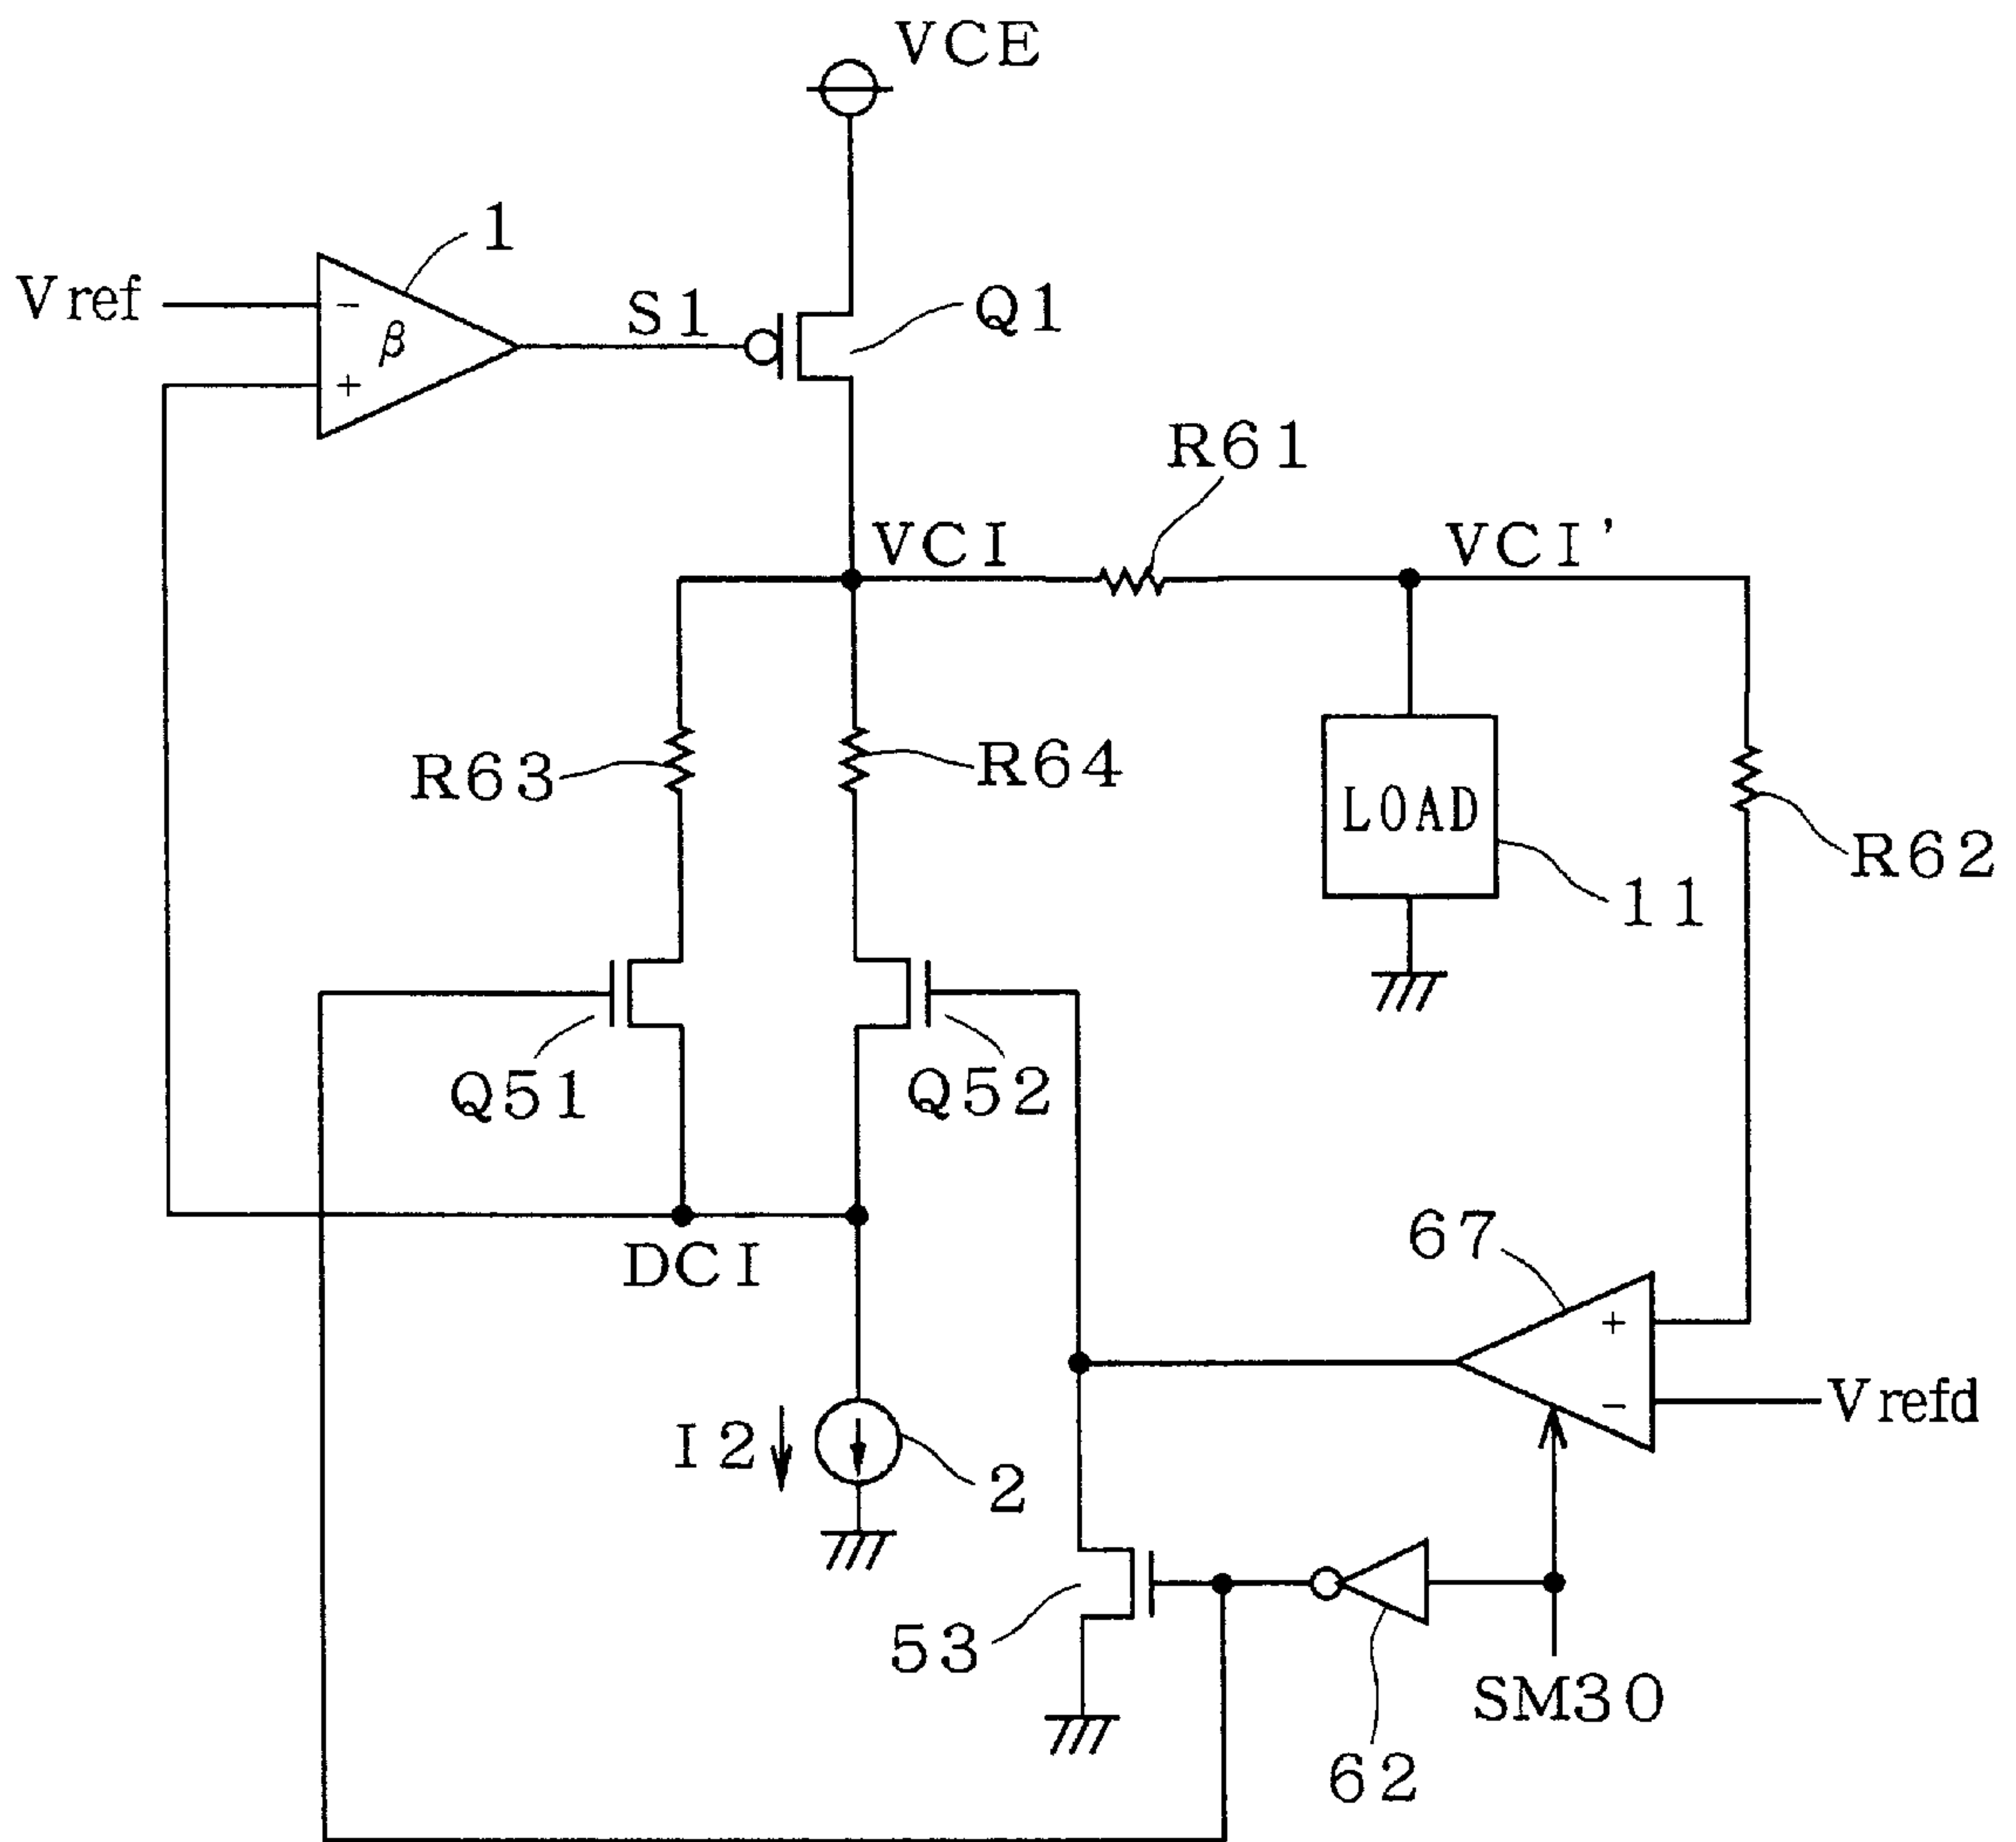 VCE
1
Vref
−
β
+
S1
Q1
R61
VCI
VCI'
R63
R64
LOAD
R62
11
Q51
Q52
DCI
67
+
−
Vrefd
I2
2
53
SM30
62